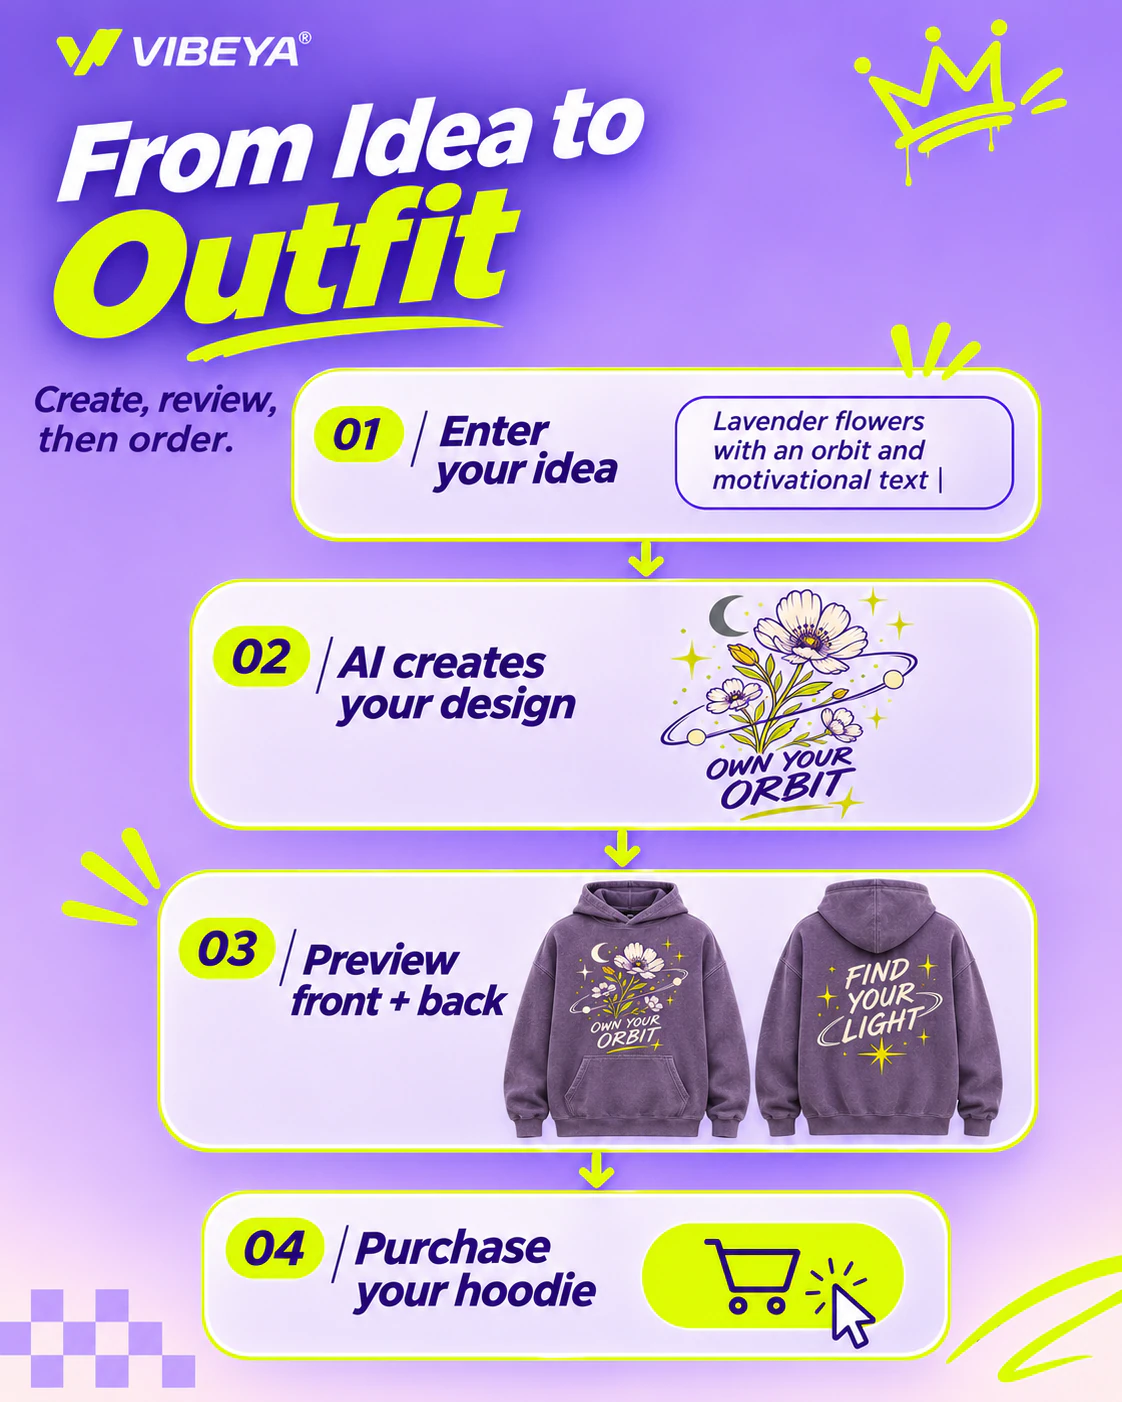 VIBEYA®
From Idea to
Outfit
Create, review,
then order.
01
Enter
your idea
Lavender flowers
with an orbit and
motivational text |
02
AI creates
your design
OWN YOUR
ORBIT
03
Preview
front + back
OWN YOUR
ORBIT
FIND
YOUR
LIGHT
04
Purchase
your hoodie